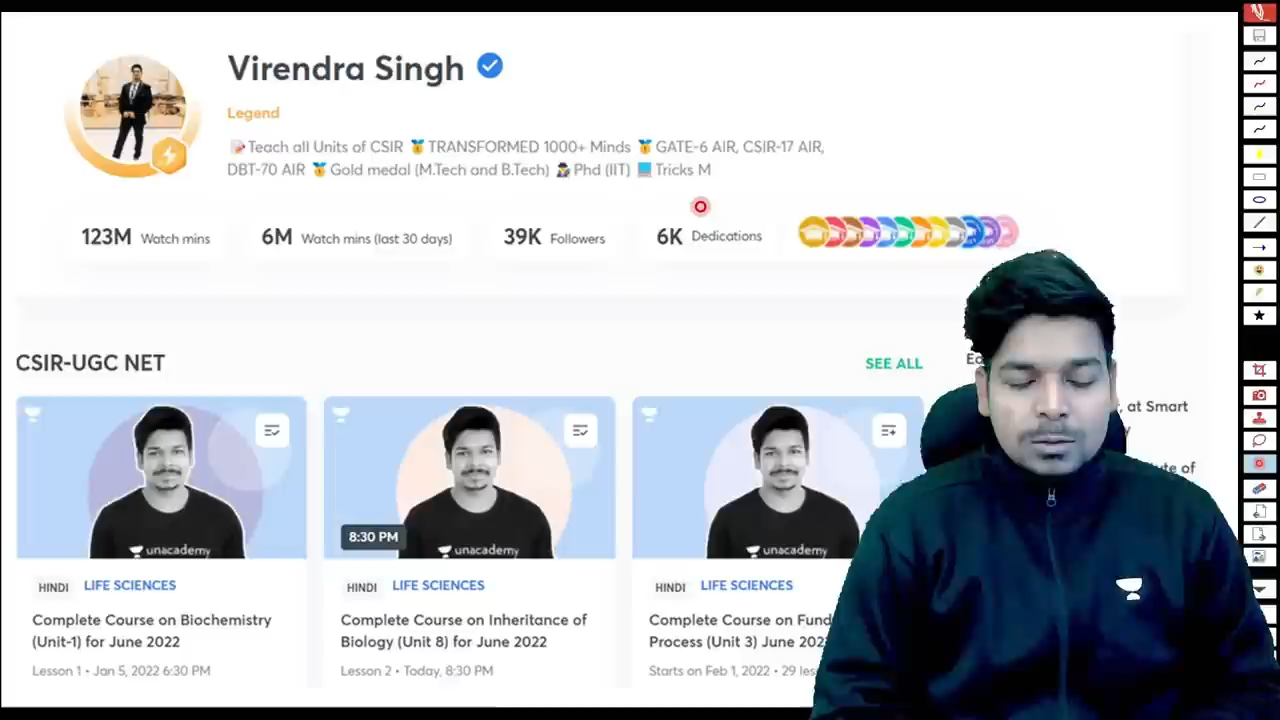 Virendra Singh
Legend
Teach all Units of CSIR 🥇TRANSFORMED 1000+ Minds 🥇GATE-6 AIR, CSIR-17 AIR,
DBT-70 AIR 🥇Gold medal (M.Tech and B.Tech) Phd (IIT) Tricks M
123M Watch mins 6M Watch mins (last 30 days) 39K Followers 6K Dedications
CSIR-UGC NET SEE ALL
, at Smart
8:30 PM
unacademy unacademy unacademy
HINDI LIFE SCIENCES HINDI LIFE SCIENCES HINDI LIFE SCIENCES
Complete Course on Biochemistry
(Unit-1) for June 2022
Lesson 1 • Jan 5, 2022 6:30 PM
Complete Course on Inheritance of
Biology (Unit 8) for June 2022
Lesson 2 • Today, 8:30 PM
Complete Course on
Process (Unit 3) June
Starts on Feb 1, 2022 • 29